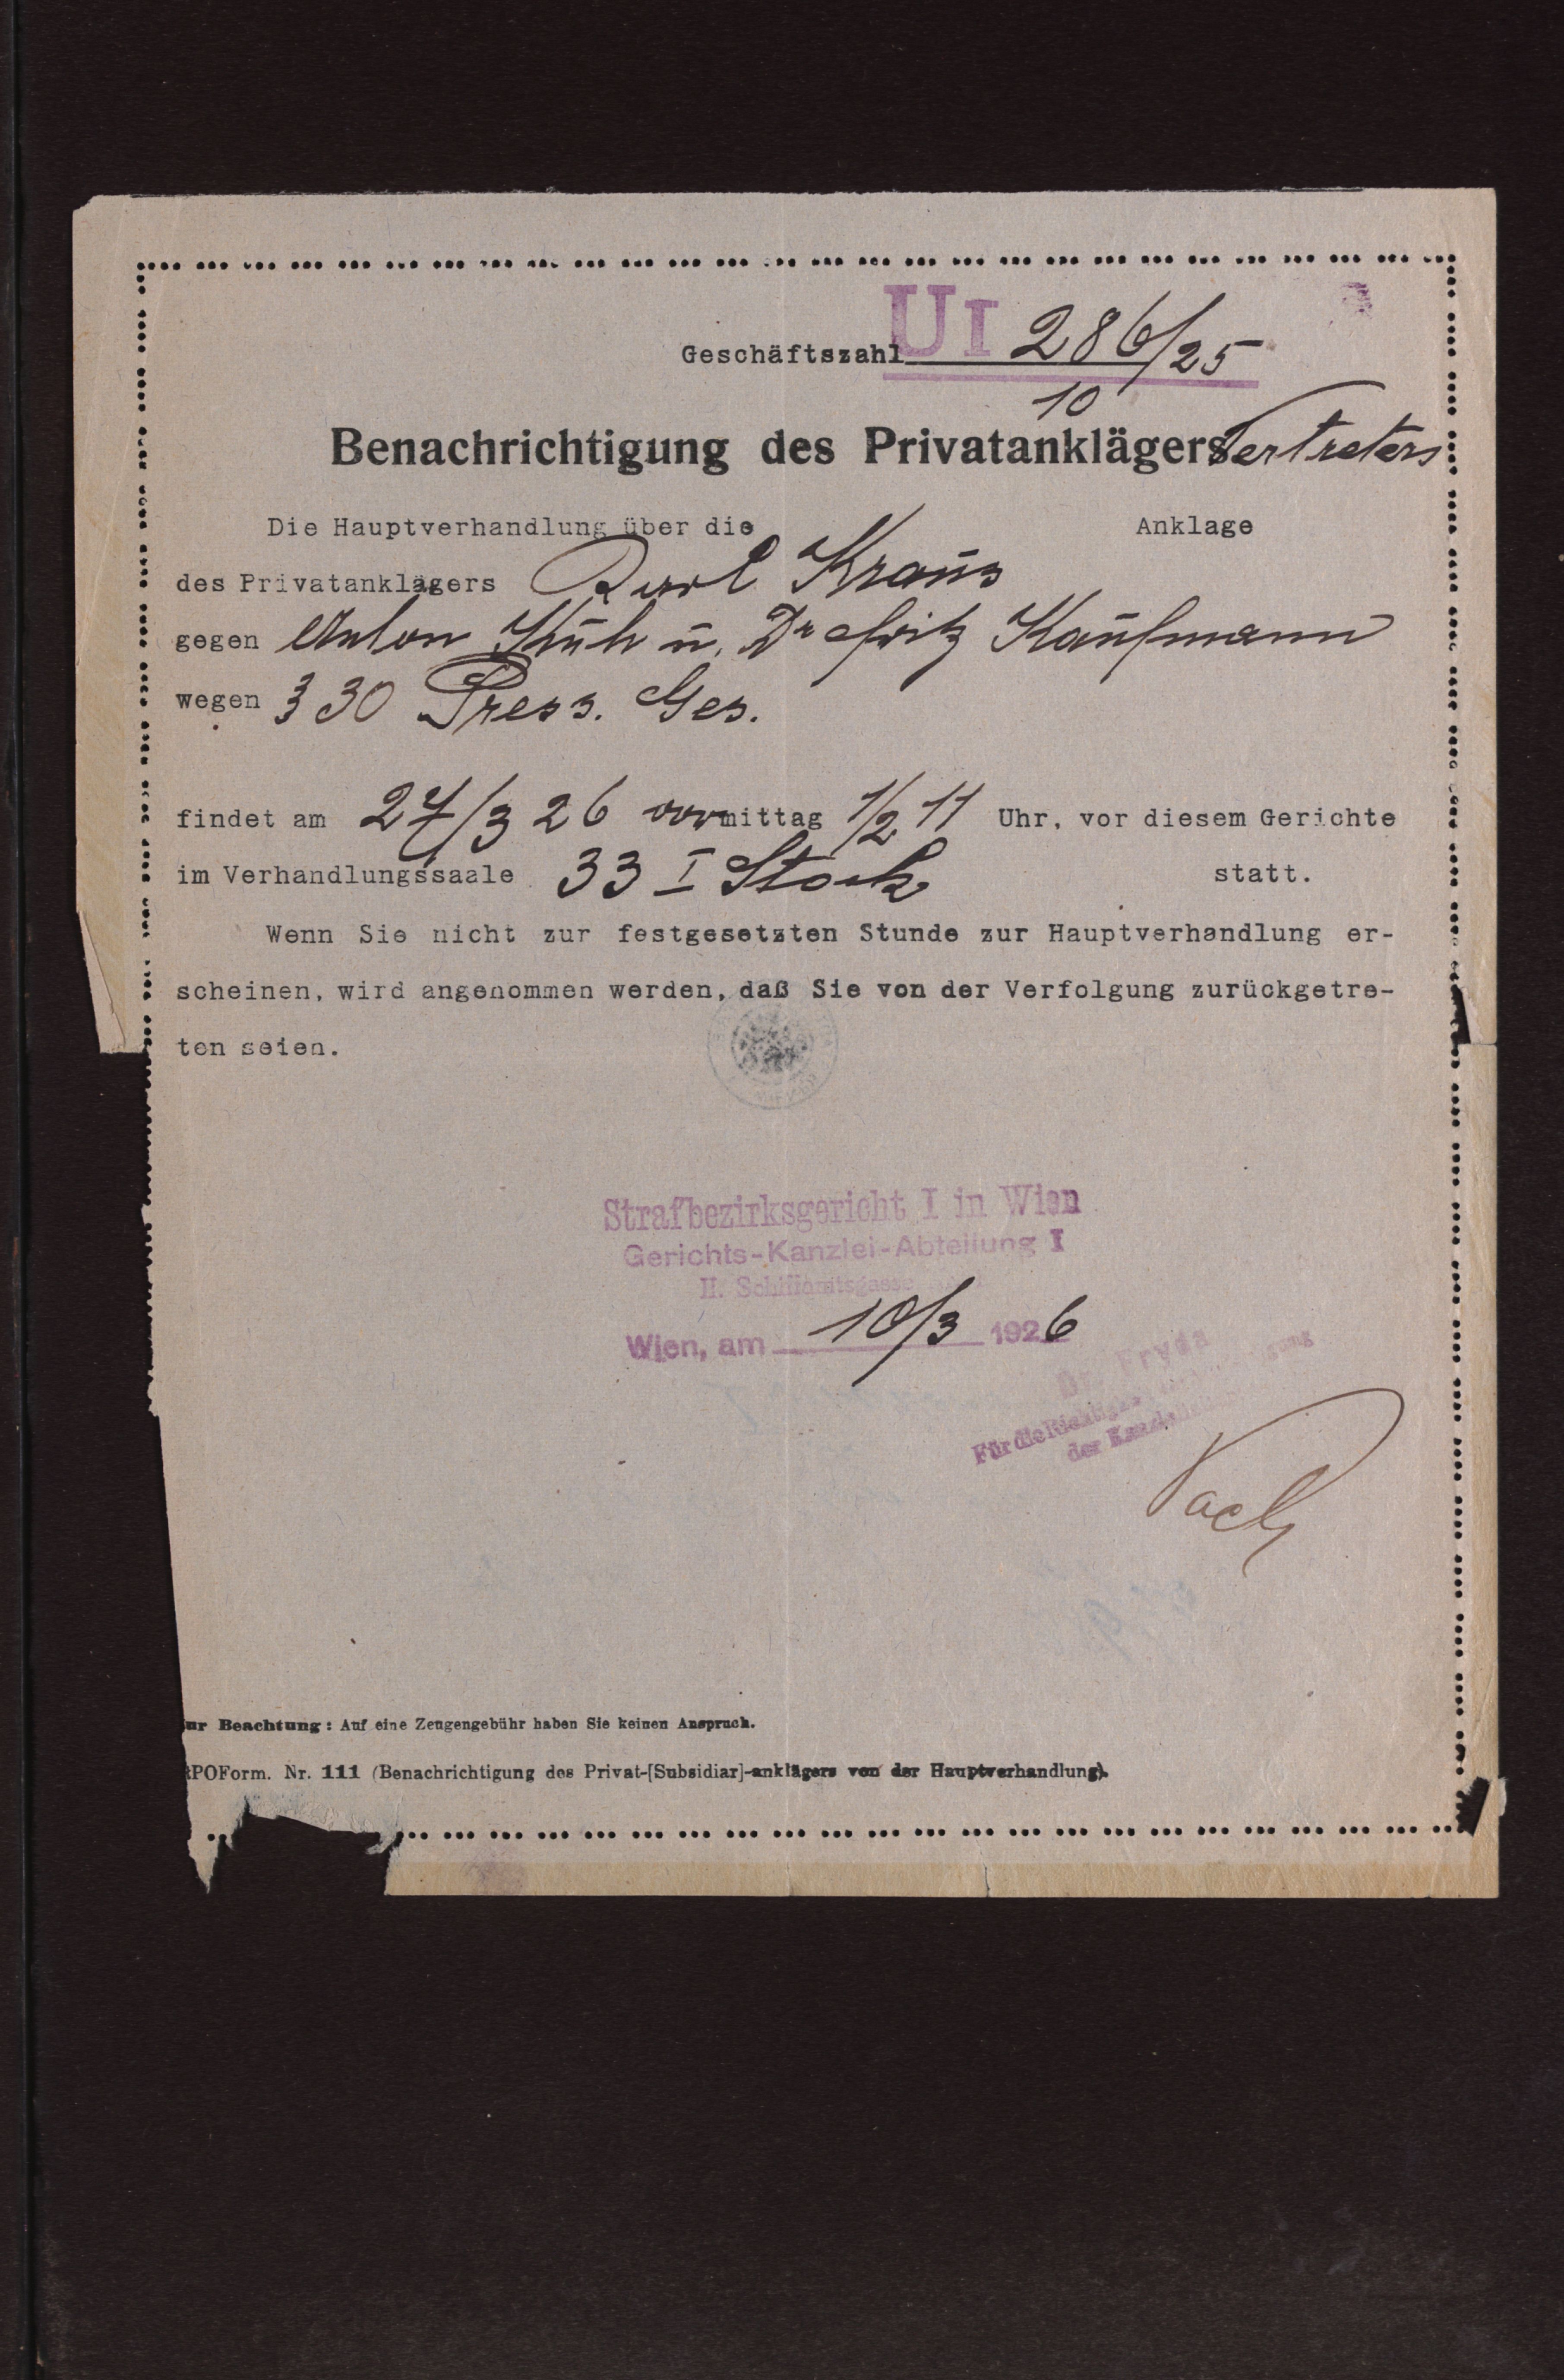 Geschäftszahl U I 286/25
10
Benachrichtigung des Privatanklägers Vertreters
Die Hauptverhandlung über die Anklage
des Privatanklägers Karl Kraus
gegen Anton Kuh u. Dr Fritz Kaufmann
wegen § 30 Press. Ges.
findet am 27/3 26 vormittag 1/2 11 Uhr, vor diesem Gerichte
im Verhandlungssaale 33 I Stock statt.
Wenn Sie nicht zur festgesetzten Stunde zur Hauptverhandlung er-
scheinen, wird angenommen werden, daß Sie von der Verfolgung zurückgetre-
ten seien.
Strafbezirksgericht I in Wien
Gerichts-Kanzlei-Abteilung I
II.
Wien, am 10/3 1926
Dr. Fryda
Für die
der
ur Beachtung: Auf eine Zeugengebühr haben Sie keinen Anspruch.
POForm. Nr. 111 (Benachrichtigung des Privat-[Subsidiar]-anklägers von der Hauptverhandlung).